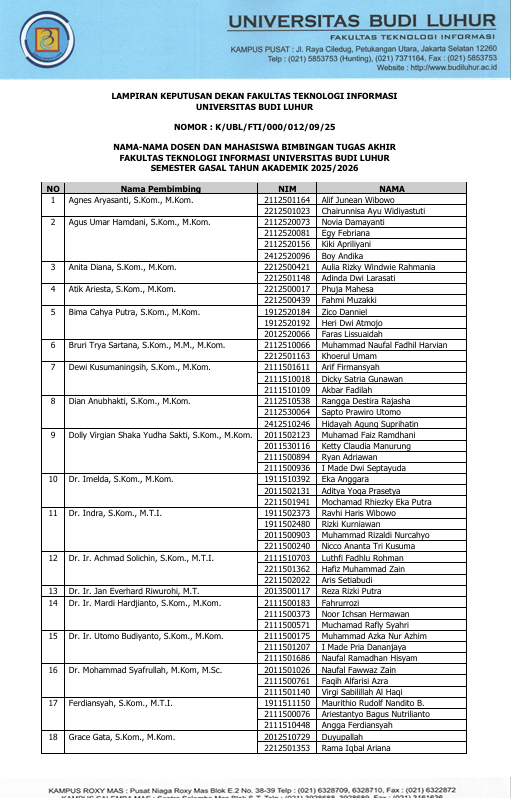 UNIVERSITAS BUDI LUHUR
FAKULTAS TEKNOLOGI INFORMASI
KAMPUS PUSAT : Jl. Raya Ciledug, Petukangan Utara, Jakarta Selatan 12260
Telp : (021) 5853753 (Hunting), (021) 7371164, Fax : (021) 5853753
Website : http://www.budiluhur.ac.id
LAMPIRAN KEPUTUSAN DEKAN FAKULTAS TEKNOLOGI INFORMASI
UNIVERSITAS BUDI LUHUR
NOMOR : K/UBL/FTI/000/012/09/25
NAMA-NAMA DOSEN DAN MAHASISWA BIMBINGAN TUGAS AKHIR
FAKULTAS TEKNOLOGI INFORMASI UNIVERSITAS BUDI LUHUR
SEMESTER GASAL TAHUN AKADEMIK 2025/2026
NO Nama Pembimbing NIM NAMA
1 Agnes Aryasanti, S.Kom., M.Kom. 2112501164 Alif Junean Wibowo
2212501023 Chairunnisa Ayu Widiyastuti
2 Agus Umar Hamdani, S.Kom., M.Kom. 2112520073 Novia Damayanti
2112520081 Egy Febriana
2112520156 Kiki Apriliyani
2412520096 Boy Andika
3 Anita Diana, S.Kom., M.Kom. 2212500421 Aulia Rizky Windwie Rahmania
2212501148 Adinda Dwi Larasati
4 Atik Ariesta, S.Kom., M.Kom. 2212500017 Phuja Mahesa
2212500439 Fahmi Muzakki
5 Bima Cahya Putra, S.Kom., M.Kom. 1912520184 Zico Danniel
1912520192 Heri Dwi Atmojo
2012520066 Faras Lissuaidah
6 Bruri Trya Sartana, S.Kom., M.M., M.Kom. 2112510066 Muhammad Naufal Fadhil Harvian
2212501163 Khoerul Umam
7 Dewi Kusumaningsih, S.Kom., M.Kom. 2111501611 Arif Firmansyah
2111510018 Dicky Satria Gunawan
2111510109 Akbar Fadilah
8 Dian Anubhakti, S.Kom., M.Kom. 2112510538 Rangga Destira Rajasha
2112530064 Sapto Prawiro Utomo
2412510246 Hidayah Agung Suprihatin
9 Dolly Virgian Shaka Yudha Sakti, S.Kom., M.Kom. 2011502123 Muhamad Faiz Ramdhani
2011530116 Ketty Claudia Manurung
2111500894 Ryan Adriawan
2111500936 I Made Dwi Septayuda
10 Dr. Imelda, S.Kom., M.Kom. 1911510392 Eka Anggara
2011502131 Aditya Yoga Prasetya
2211501941 Mochamad Rhiezky Eka Putra
11 Dr. Indra, S.Kom., M.T.I. 1911502373 Ravhi Haris Wibowo
1911502480 Rizki Kurniawan
2011500903 Muhammad Rizaldi Nurcahyo
2111500240 Nicco Ananta Tri Kusuma
12 Dr. Ir. Achmad Solichin, S.Kom., M.T.I. 2111510703 Luthfi Fadhlu Rohman
2211501362 Hafiz Muhammad Zain
2211502022 Aris Setiabudi
13 Dr. Ir. Jan Everhard Riwurohi, M.T. 2013500117 Reza Rizki Putra
14 Dr. Ir. Mardi Hardjianto, S.Kom., M.Kom. 2111500183 Fahrurrozi
2111500373 Noor Ichsan Hermawan
2111500571 Muchamad Rafly Syahri
15 Dr. Ir. Utomo Budiyanto, S.Kom., M.Kom. 2111500175 Muhammad Azka Nur Azhim
2111501207 I Made Pria Dananjaya
2111501686 Naufal Ramadhan Hisyam
16 Dr. Mohammad Syafrullah, M.Kom, M.Sc. 2011501026 Naufal Fawwaz Zain
2111500761 Faqih Alfarisi Azra
2111501140 Virgi Sabilillah Al Haqi
17 Ferdiansyah, S.Kom., M.T.I. 1911511150 Maurithio Rudolf Nandito B.
2111500076 Ariestantyo Bagus Nutrilianto
2111510448 Angga Ferdiansyah
18 Grace Gata, S.Kom., M.Kom. 2012510729 Duyupallah
2212501353 Rama Iqbal Ariana
KAMPUS ROXY MAS : Pusat Niaga Roxy Mas Blok E.2 No. 38-39 Telp : (021) 6328709, 6328710, Fax : (021) 6322872